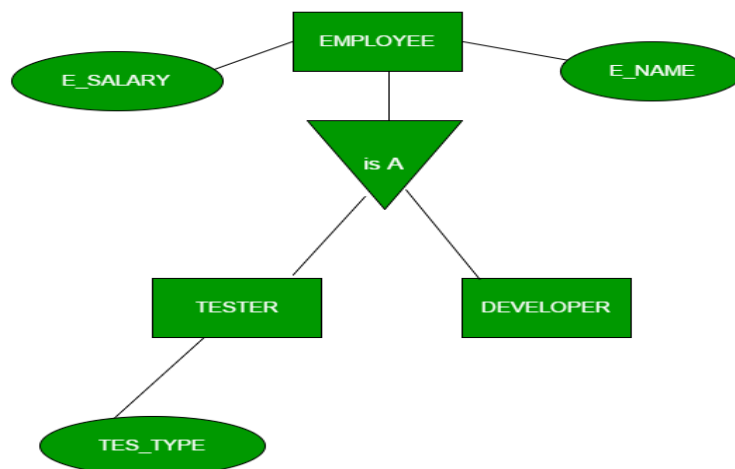 EMPLOYEE
E_SALARY
E_NAME
is A
TESTER
DEVELOPER
TES_TYPE